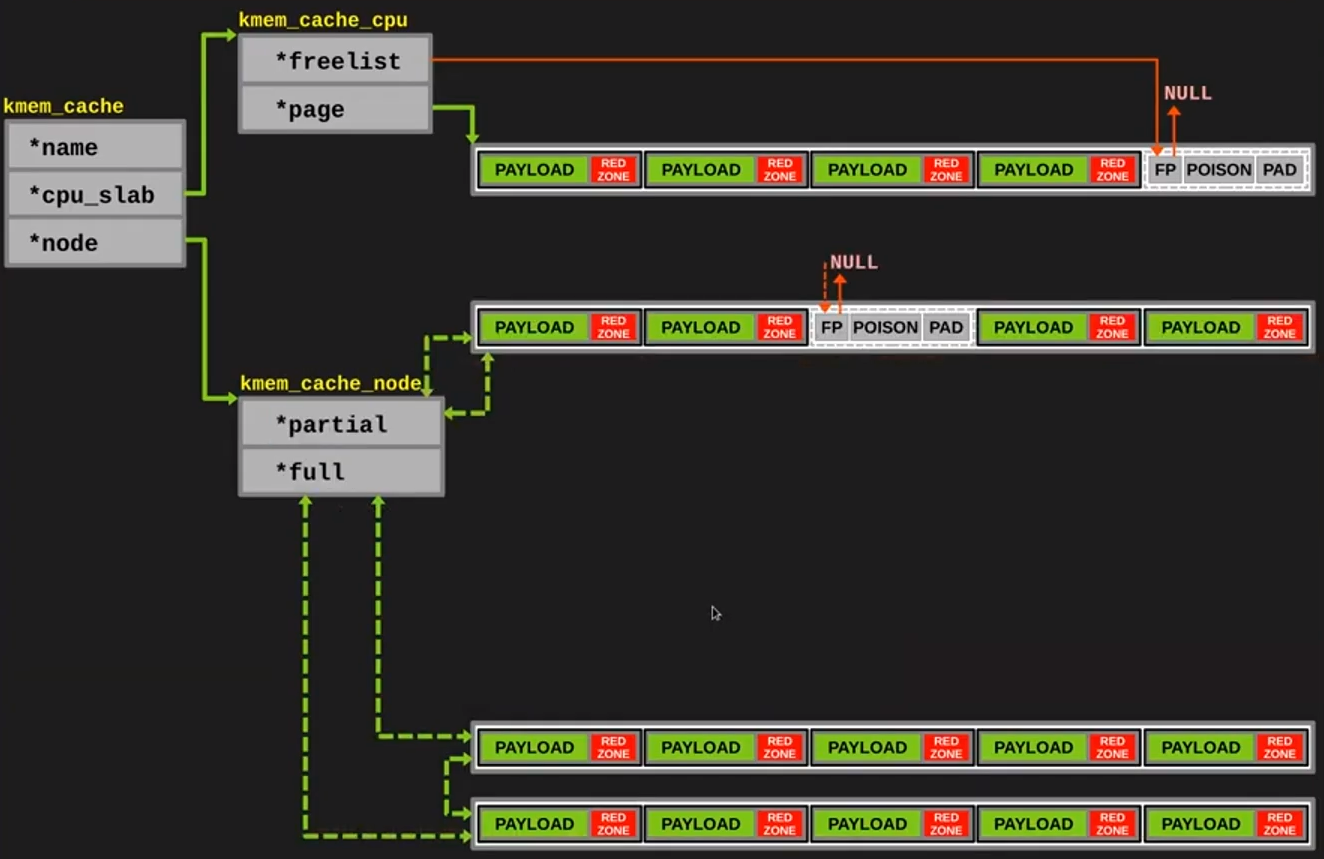 kmem_cache_cpu
*freelist
*page
kmem_cache
*name
*cpu_slab
*node
NULL
PAYLOAD RED ZONE PAYLOAD RED ZONE PAYLOAD RED ZONE PAYLOAD RED ZONE FP POISON PAD
NULL
PAYLOAD RED ZONE PAYLOAD RED ZONE FP POISON PAD PAYLOAD RED ZONE PAYLOAD RED ZONE
kmem_cache_node
*partial
*full
PAYLOAD RED ZONE PAYLOAD RED ZONE PAYLOAD RED ZONE PAYLOAD RED ZONE PAYLOAD RED ZONE
PAYLOAD RED ZONE PAYLOAD RED ZONE PAYLOAD RED ZONE PAYLOAD RED ZONE PAYLOAD RED ZONE